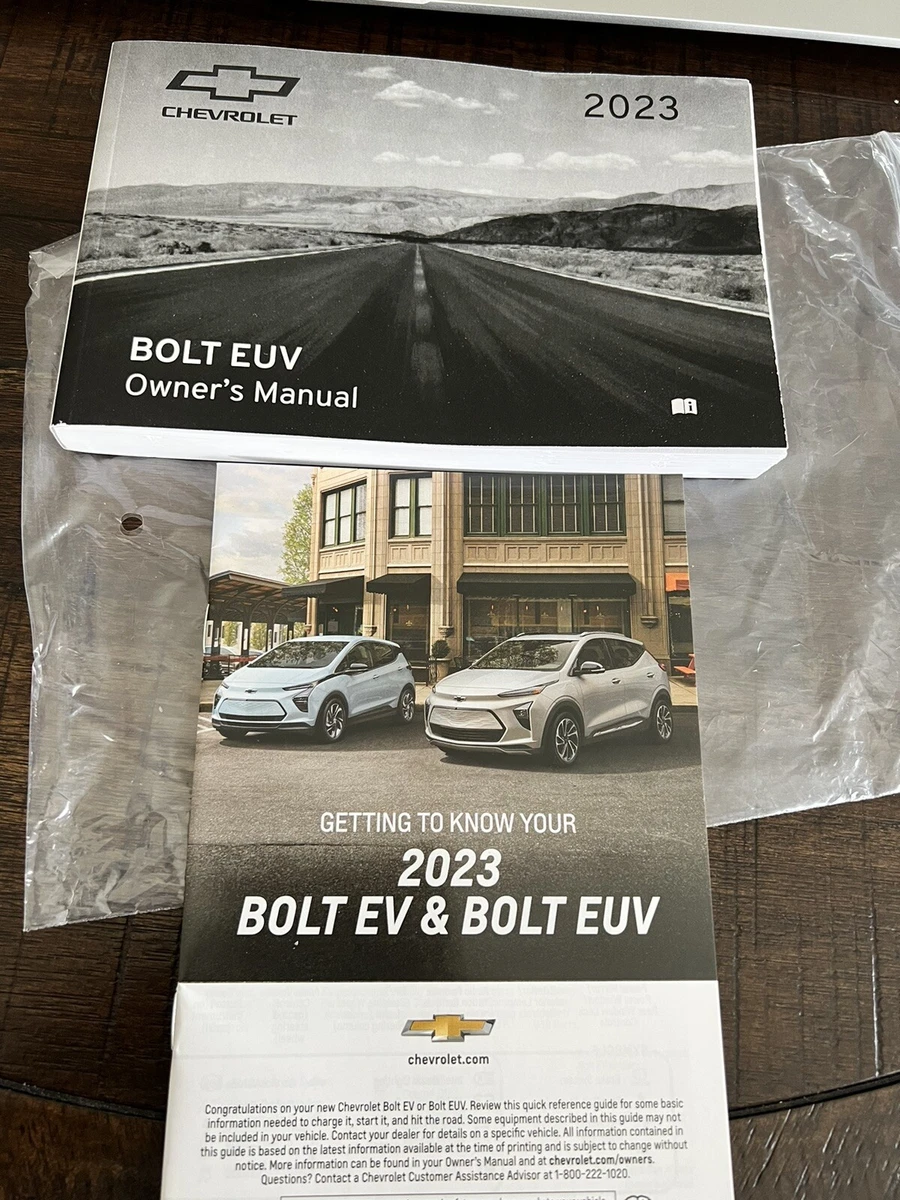 CHEVROLET
2023
BOLT EUV
Owner's Manual
GETTING TO KNOW YOUR
2023
BOLT EV & BOLT EUV
chevrolet.com
Congratulations on your new Chevrolet Bolt EV or Bolt EUV. Review this quick reference guide for some basic
information needed to charge it, start it, and hit the road. Some equipment described in this guide may not
be included in your vehicle. Contact your dealer for details on a specific vehicle. All information contained in
this guide is based on the latest information available at the time of printing and is subject to change without
notice. More information can be found in your Owner's Manual and at chevrolet.com/owners.
Questions? Contact a Chevrolet Customer Assistance Advisor at 1-800-222-1020.